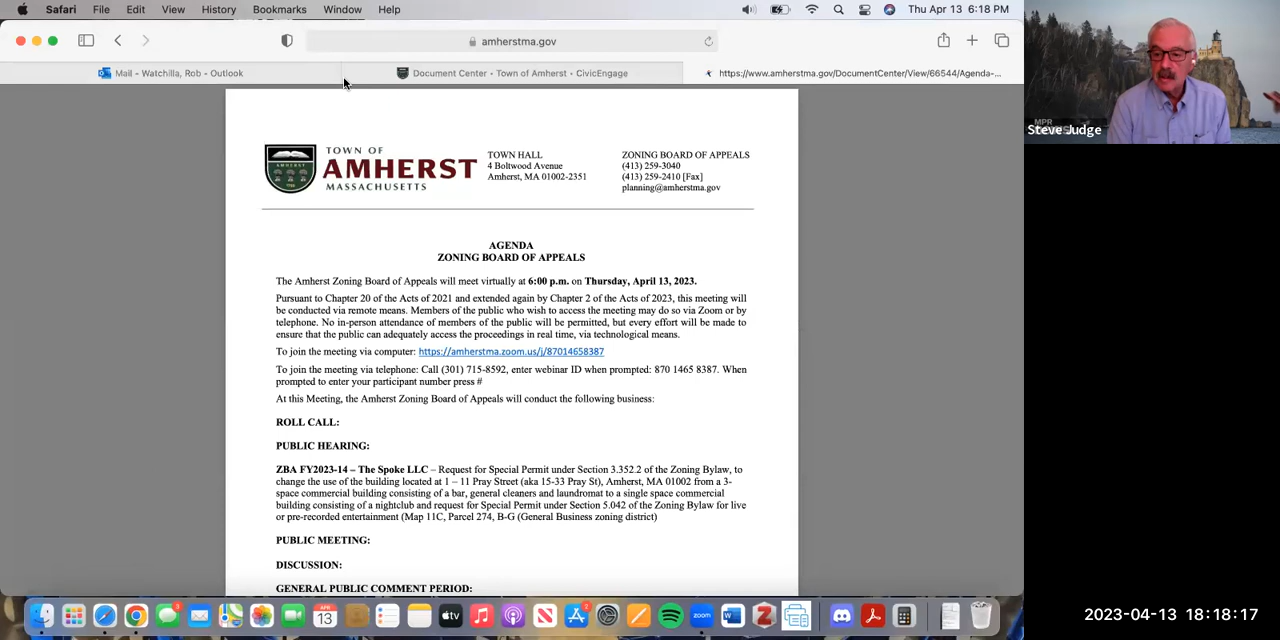 Safari File Edit View History Bookmarks Window Help Thu Apr 13 6:18 PM
amherstma.gov
Mail - Watchilla, Rob - Outlook
Document Center • Town of Amherst • CivicEngage
https://www.amherstma.gov/DocumentCenter/View/66544/Agenda-...
TOWN OF
AMHERST
MASSACHUSETTS
TOWN HALL
4 Boltwood Avenue
Amherst, MA 01002-2351
ZONING BOARD OF APPEALS
(413) 259-3040
(413) 259-2410 [Fax]
planning@amherstma.gov
AGENDA
ZONING BOARD OF APPEALS
The Amherst Zoning Board of Appeals will meet virtually at 6:00 p.m. on Thursday, April 13, 2023.
Pursuant to Chapter 20 of the Acts of 2021 and extended again by Chapter 2 of the Acts of 2023, this meeting will
be conducted via remote means. Members of the public who wish to access the meeting may do so via Zoom or by
telephone. No in-person attendance of members of the public will be permitted, but every effort will be made to
ensure that the public can adequately access the proceedings in real time, via technological means.
To join the meeting via computer: https://amherstma.zoom.us/j/87014658387
To join the meeting via telephone: Call (301) 715-8592, enter webinar ID when prompted: 870 1465 8387. When
prompted to enter your participant number press #
At this Meeting, the Amherst Zoning Board of Appeals will conduct the following business:
ROLL CALL:
PUBLIC HEARING:
ZBA FY2023-14 – The Spoke LLC – Request for Special Permit under Section 3.352.2 of the Zoning Bylaw, to
change the use of the building located at 1 – 11 Pray Street (aka 15-33 Pray St), Amherst, MA 01002 from a 3-
space commercial building consisting of a bar, general cleaners and laundromat to a single space commercial
building consisting of a nightclub and request for Special Permit under Section 5.042 of the Zoning Bylaw for live
or pre-recorded entertainment (Map 11C, Parcel 274, B-G (General Business zoning district)
PUBLIC MEETING:
DISCUSSION:
GENERAL PUBLIC COMMENT PERIOD:
MPR
Steve Judge
APR
13
tv
zoom
2023-04-13 18:18:17